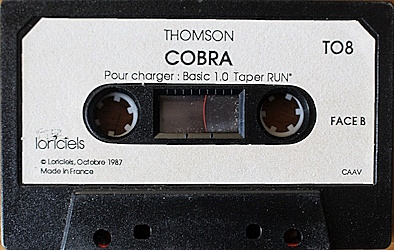 THOMSON
COBRA
TO8
Pour charger : Basic 1.0 Taper RUN"
FACE B
loriciels
© Loriciels, Octobre 1987
Made in France
CAAV